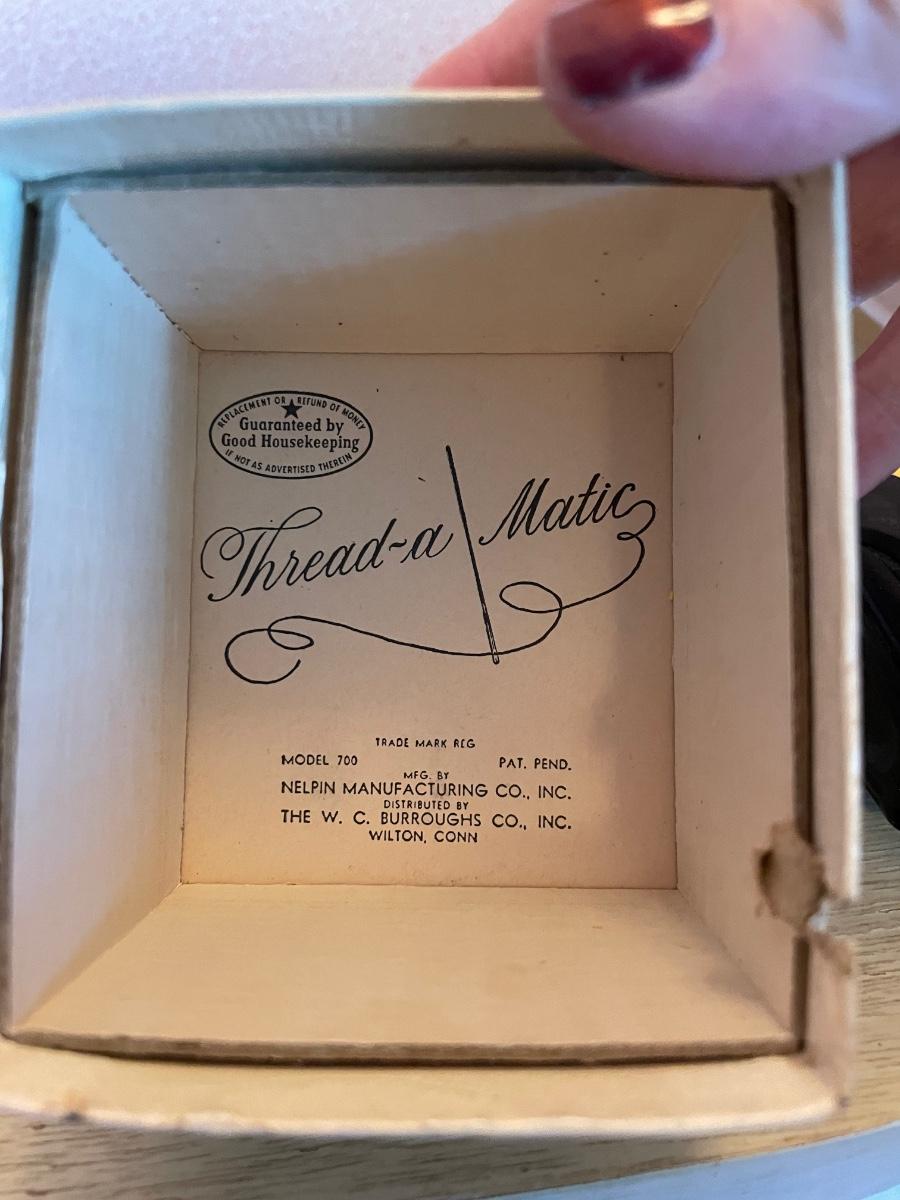 REPLACEMENT OR REFUND OF MONEY
Guaranteed by
Good Housekeeping
IF NOT AS ADVERTISED THEREIN
Thread-a Matic
TRADE MARK REG
MODEL 700 PAT. PEND.
MFG. BY
NELPIN MANUFACTURING CO., INC.
DISTRIBUTED BY
THE W. C. BURROUGHS CO., INC.
WILTON, CONN